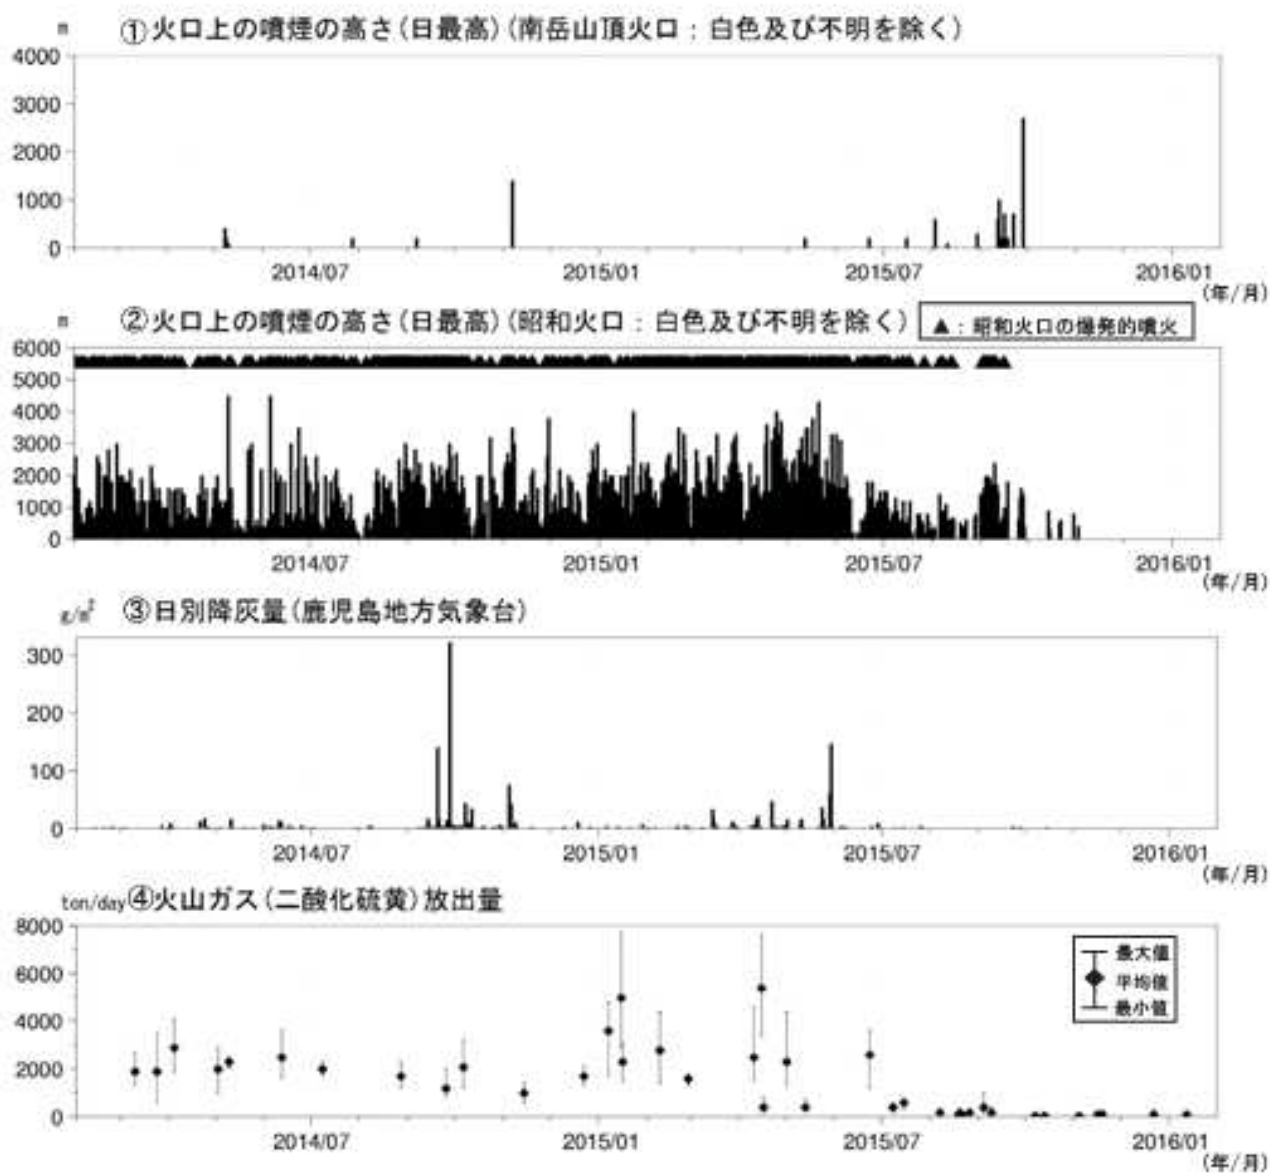 m ①火口上の噴煙の高さ(日最高)(南岳山頂火口：白色及び不明を除く)
4000
3000
2000
1000
0
2014/07 2015/01 2015/07 2016/01
(年/月)
m ②火口上の噴煙の高さ(日最高)(昭和火口：白色及び不明を除く)
▲：昭和火口の爆発的噴火
6000
5000
4000
3000
2000
1000
0
2014/07 2015/01 2015/07 2016/01
(年/月)
g/m² ③日別降灰量(鹿児島地方気象台)
300
200
100
0
2014/07 2015/01 2015/07 2016/01
(年/月)
ton/day ④火山ガス(二酸化硫黄)放出量
8000
6000
4000
2000
0
最大値
平均値
最小値
2014/07 2015/01 2015/07 2016/01
(年/月)